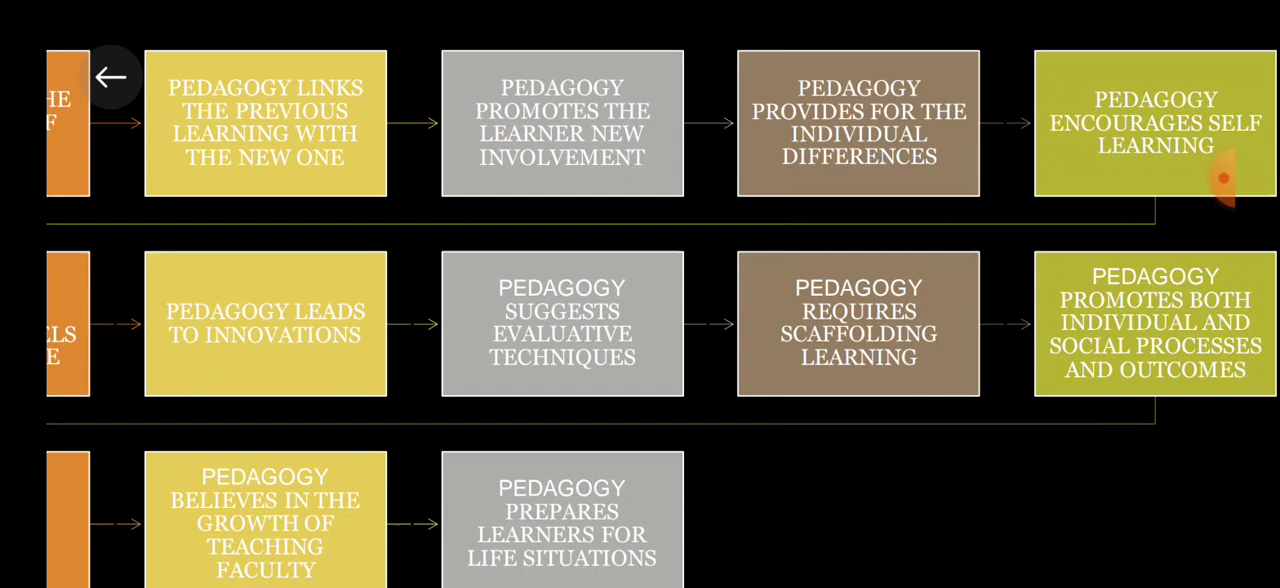 PEDAGOGY LINKS
THE PREVIOUS
LEARNING WITH
THE NEW ONE
PEDAGOGY
PROMOTES THE
LEARNER NEW
INVOLVEMENT
PEDAGOGY
PROVIDES FOR THE
INDIVIDUAL
DIFFERENCES
PEDAGOGY
ENCOURAGES SELF
LEARNING
PEDAGOGY LEADS
TO INNOVATIONS
PEDAGOGY
SUGGESTS
EVALUATIVE
TECHNIQUES
PEDAGOGY
REQUIRES
SCAFFOLDING
LEARNING
PEDAGOGY
PROMOTES BOTH
INDIVIDUAL AND
SOCIAL PROCESSES
AND OUTCOMES
PEDAGOGY
BELIEVES IN THE
GROWTH OF
TEACHING
FACULTY
PEDAGOGY
PREPARES
LEARNERS FOR
LIFE SITUATIONS